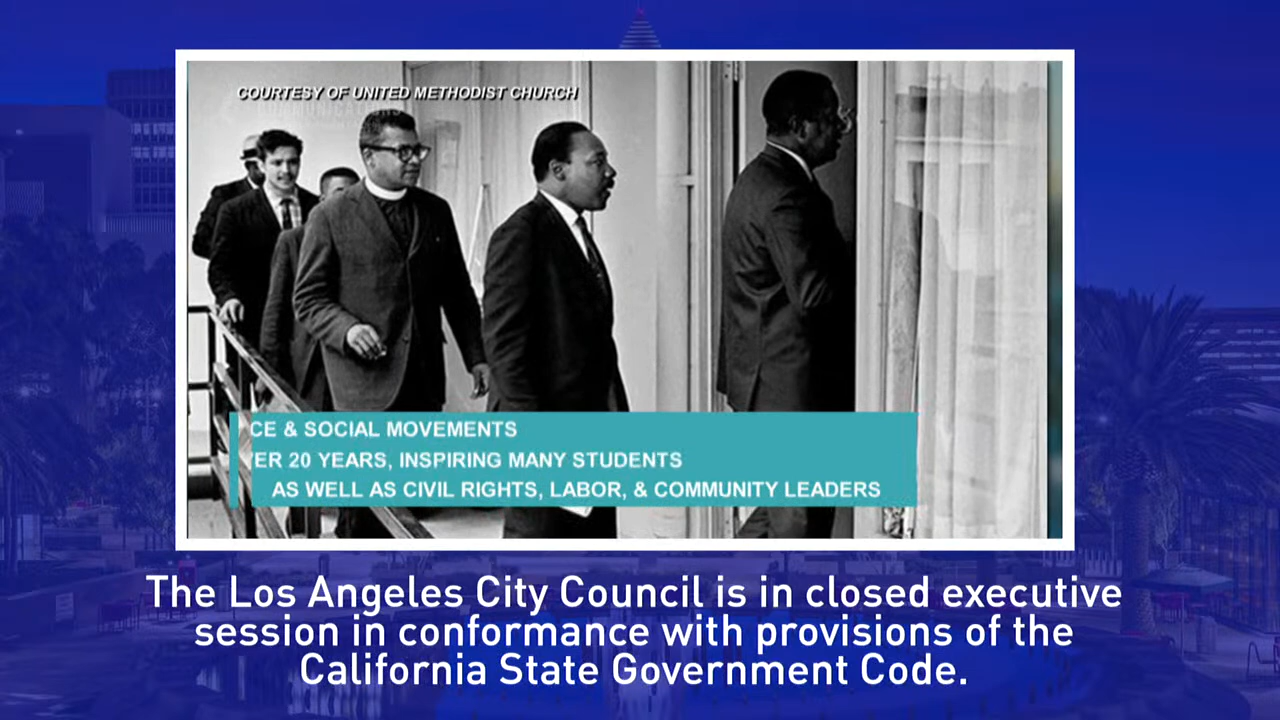 COURTESY OF UNITED METHODIST CHURCH
CE & SOCIAL MOVEMENTS
ER 20 YEARS, INSPIRING MANY STUDENTS
AS WELL AS CIVIL RIGHTS, LABOR, & COMMUNITY LEADERS
The Los Angeles City Council is in closed executive
session in conformance with provisions of the
California State Government Code.